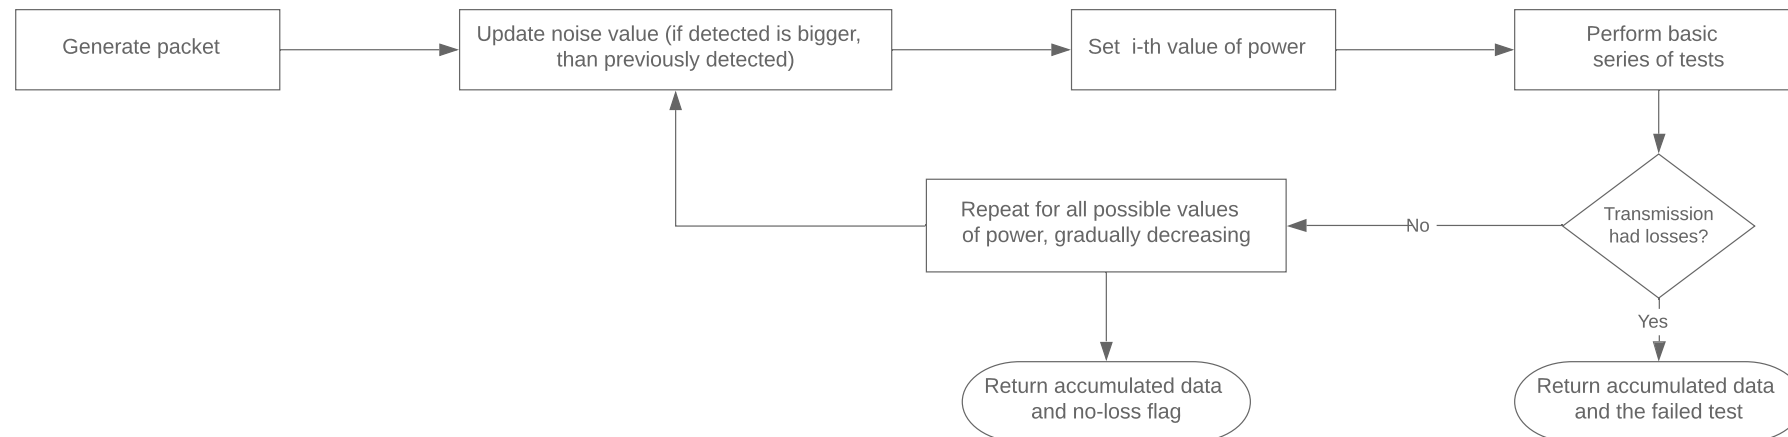 Generate packet
Update noise value (if detected is bigger,
than previously detected)
Set i-th value of power
Perform basic
series of tests
Transmission
had losses?
No
Repeat for all possible values
of power, gradually decreasing
Yes
Return accumulated data
and no-loss flag
Return accumulated data
and the failed test